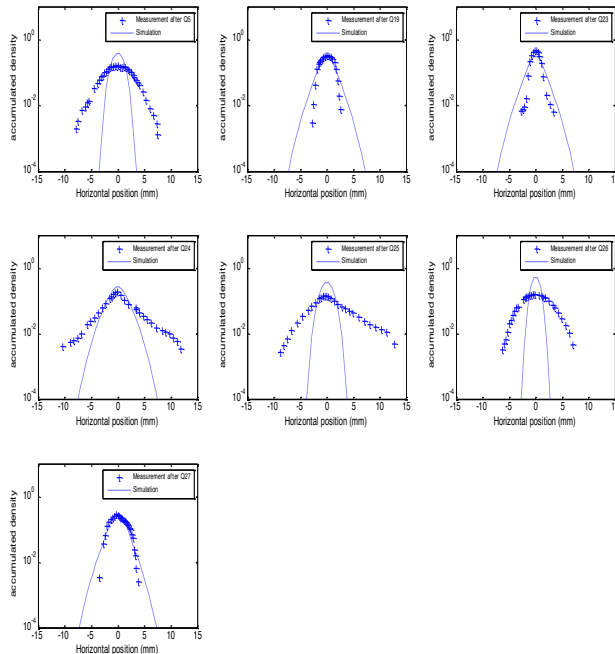 Measurement after Q5
Simulation
accumulated density
10^0
10^-2
10^-4
-15 -10 -5 0 5 10 15
Horizontal position (mm)
Measurement after Q19
Simulation
accumulated density
10^0
10^-2
10^-4
-15 -10 -5 0 5 10 15
Horizontal position (mm)
Measurement after Q23
Simulation
accumulated density
10^0
10^-2
10^-4
-15 -10 -5 0 5 10 15
Horizontal position (mm)
Measurement after Q24
Simulation
accumulated density
10^0
10^-2
10^-4
-15 -10 -5 0 5 10 15
Horizontal position (mm)
Measurement after Q25
Simulation
accumulated density
10^0
10^-2
10^-4
-15 -10 -5 0 5 10 15
Horizontal position (mm)
Measurement after Q26
Simulation
accumulated density
10^0
10^-2
10^-4
-15 -10 -5 0 5 10 15
Horizontal position (mm)
Measurement after Q27
Simulation
accumulated density
10^0
10^-2
10^-4
-15 -10 -5 0 5 10 15
Horizontal position (mm)